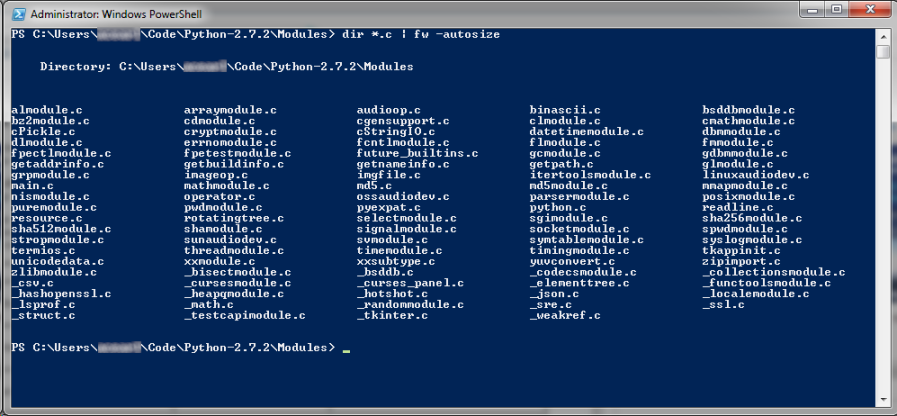 Administrator: Windows PowerShell
PS C:\Users\ \Code\Python-2.7.2\Modules> dir *.c | fw -autosize
Directory: C:\Users\ \Code\Python-2.7.2\Modules
almodule.c arraymodule.c audioop.c binascii.c bsddbmodule.c
bz2module.c cdmodule.c cgensupport.c clmodule.c cmathmodule.c
cPickle.c cryptmodule.c cStringIO.c datetimemodule.c dbmmodule.c
dlmodule.c errnomodule.c fcntlmodule.c flmodule.c fmmodule.c
fpectlmodule.c fpetestmodule.c future_builtins.c gcmodule.c gdbmmodule.c
getaddrinfo.c getbuildinfo.c getnameinfo.c getpath.c glmodule.c
grpmodule.c imageop.c imgfile.c itertoolsmodule.c linuxaudiodev.c
main.c mathmodule.c md5.c md5module.c mmapmodule.c
nismodule.c operator.c ossaudiodev.c parsermodule.c posixmodule.c
puremodule.c pwdmodule.c pyexpat.c python.c readline.c
resource.c rotatingtree.c selectmodule.c sgimodule.c sha256module.c
sha512module.c shamodule.c signalmodule.c socketmodule.c spwdmodule.c
stropmodule.c sunaudiodev.c svmodule.c symtablemodule.c syslogmodule.c
termios.c threadmodule.c timemodule.c timingmodule.c tkappinit.c
unicodedata.c xxmodule.c xxsubtype.c yuvconvert.c zipimport.c
zlibmodule.c _bisectmodule.c _bsddb.c _codecsmodule.c _collectionsmodule.c
_csv.c _cursesmodule.c _curses_panel.c _elementtree.c _functoolsmodule.c
_hashopenssl.c _heapqmodule.c _hotshot.c _json.c _localemodule.c
_lsprof.c _math.c _randommodule.c _sre.c _ssl.c
_struct.c _testcapimodule.c _tkinter.c _weakref.c
PS C:\Users\ \Code\Python-2.7.2\Modules>